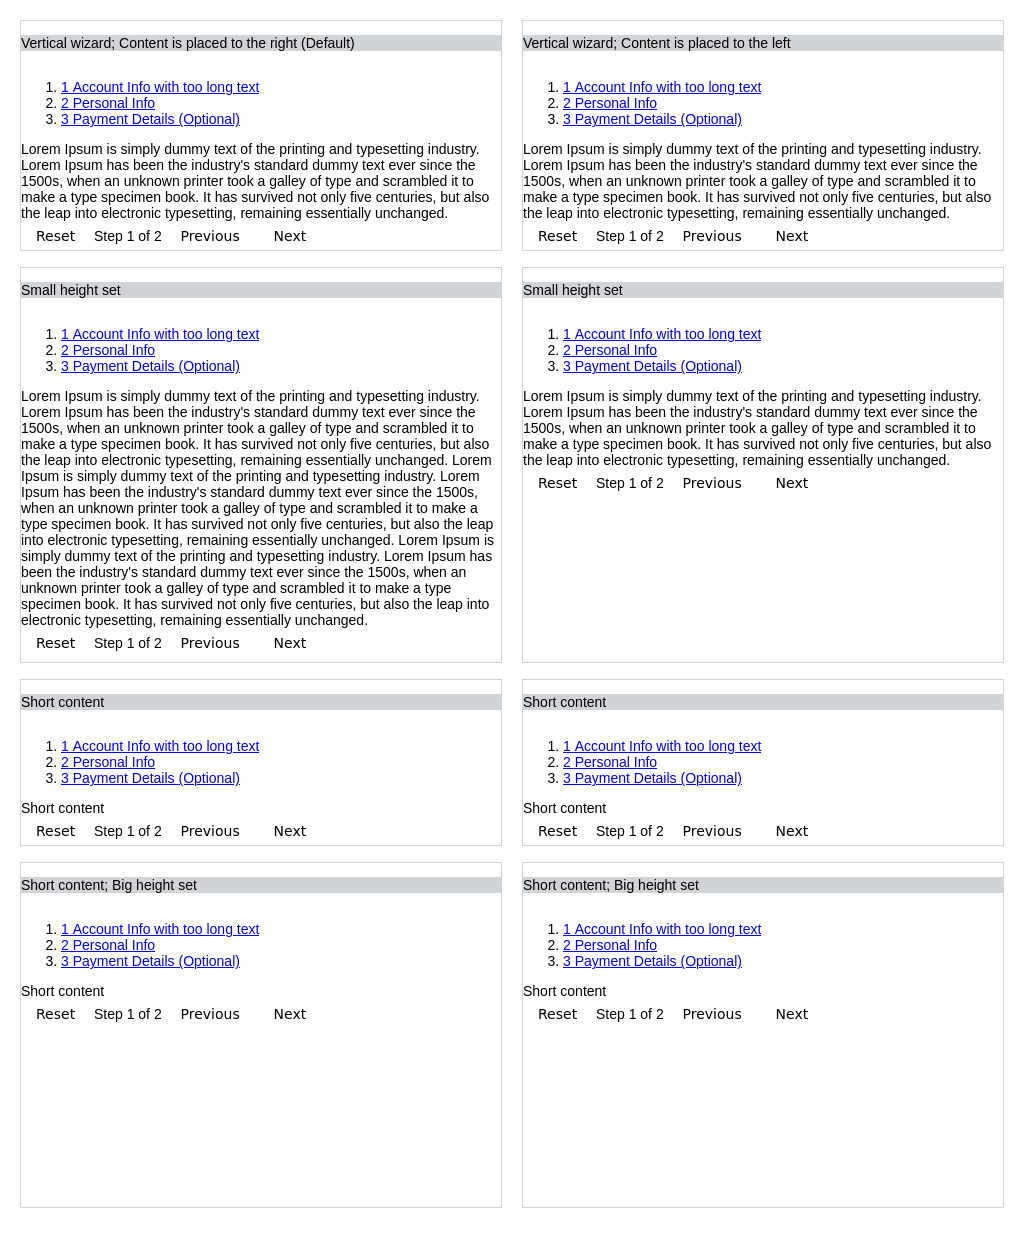 Vertical wizard; Content is placed to the right (Default)
1. 1 Account Info with too long text
2. 2 Personal Info
3. 3 Payment Details (Optional)
Lorem Ipsum is simply dummy text of the printing and typesetting industry.
Lorem Ipsum has been the industry's standard dummy text ever since the
1500s, when an unknown printer took a galley of type and scrambled it to
make a type specimen book. It has survived not only five centuries, but also
the leap into electronic typesetting, remaining essentially unchanged.
Reset Step 1 of 2 Previous Next
Vertical wizard; Content is placed to the left
1. 1 Account Info with too long text
2. 2 Personal Info
3. 3 Payment Details (Optional)
Lorem Ipsum is simply dummy text of the printing and typesetting industry.
Lorem Ipsum has been the industry's standard dummy text ever since the
1500s, when an unknown printer took a galley of type and scrambled it to
make a type specimen book. It has survived not only five centuries, but also
the leap into electronic typesetting, remaining essentially unchanged.
Reset Step 1 of 2 Previous Next
Small height set
1. 1 Account Info with too long text
2. 2 Personal Info
3. 3 Payment Details (Optional)
Lorem Ipsum is simply dummy text of the printing and typesetting industry.
Lorem Ipsum has been the industry's standard dummy text ever since the
1500s, when an unknown printer took a galley of type and scrambled it to
make a type specimen book. It has survived not only five centuries, but also
the leap into electronic typesetting, remaining essentially unchanged. Lorem
Ipsum is simply dummy text of the printing and typesetting industry. Lorem
Ipsum has been the industry's standard dummy text ever since the 1500s,
when an unknown printer took a galley of type and scrambled it to make a
type specimen book. It has survived not only five centuries, but also the leap
into electronic typesetting, remaining essentially unchanged. Lorem Ipsum is
simply dummy text of the printing and typesetting industry. Lorem Ipsum has
been the industry's standard dummy text ever since the 1500s, when an
unknown printer took a galley of type and scrambled it to make a type
specimen book. It has survived not only five centuries, but also the leap into
electronic typesetting, remaining essentially unchanged.
Reset Step 1 of 2 Previous Next
Small height set
1. 1 Account Info with too long text
2. 2 Personal Info
3. 3 Payment Details (Optional)
Lorem Ipsum is simply dummy text of the printing and typesetting industry.
Lorem Ipsum has been the industry's standard dummy text ever since the
1500s, when an unknown printer took a galley of type and scrambled it to
make a type specimen book. It has survived not only five centuries, but also
the leap into electronic typesetting, remaining essentially unchanged.
Reset Step 1 of 2 Previous Next
Short content
1. 1 Account Info with too long text
2. 2 Personal Info
3. 3 Payment Details (Optional)
Short content
Reset Step 1 of 2 Previous Next
Short content
1. 1 Account Info with too long text
2. 2 Personal Info
3. 3 Payment Details (Optional)
Short content
Reset Step 1 of 2 Previous Next
Short content; Big height set
1. 1 Account Info with too long text
2. 2 Personal Info
3. 3 Payment Details (Optional)
Short content
Reset Step 1 of 2 Previous Next
Short content; Big height set
1. 1 Account Info with too long text
2. 2 Personal Info
3. 3 Payment Details (Optional)
Short content
Reset Step 1 of 2 Previous Next